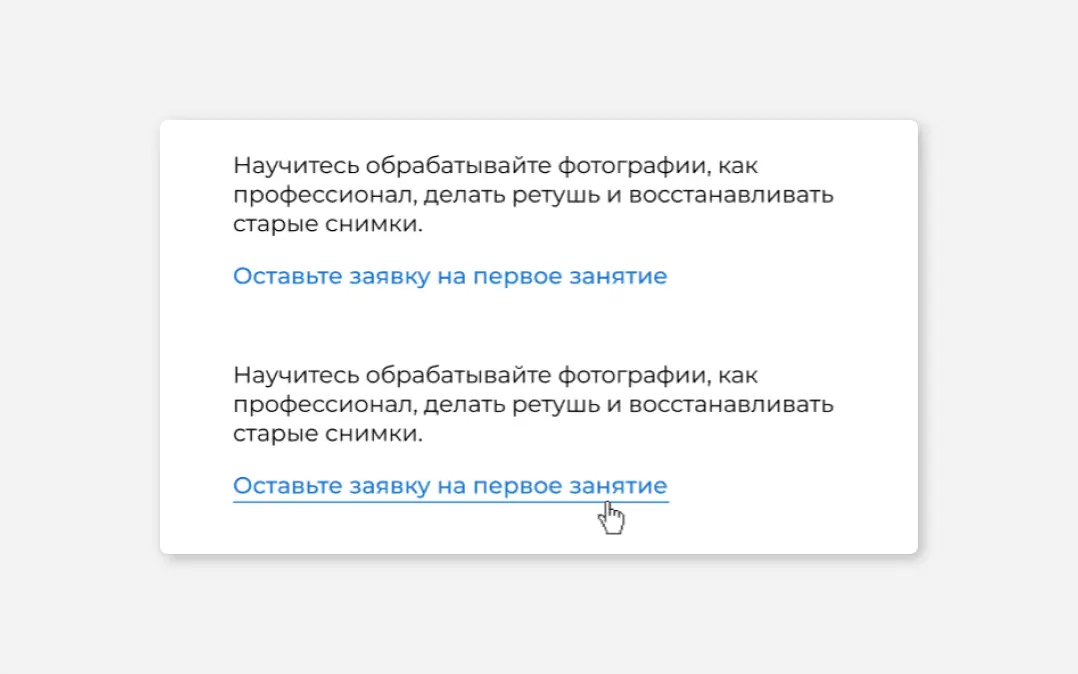 Научитесь обрабатывайте фотографии, как
профессионал, делать ретушь и восстанавливать
старые снимки.
Оставьте заявку на первое занятие
Научитесь обрабатывайте фотографии, как
профессионал, делать ретушь и восстанавливать
старые снимки.
Оставьте заявку на первое занятие